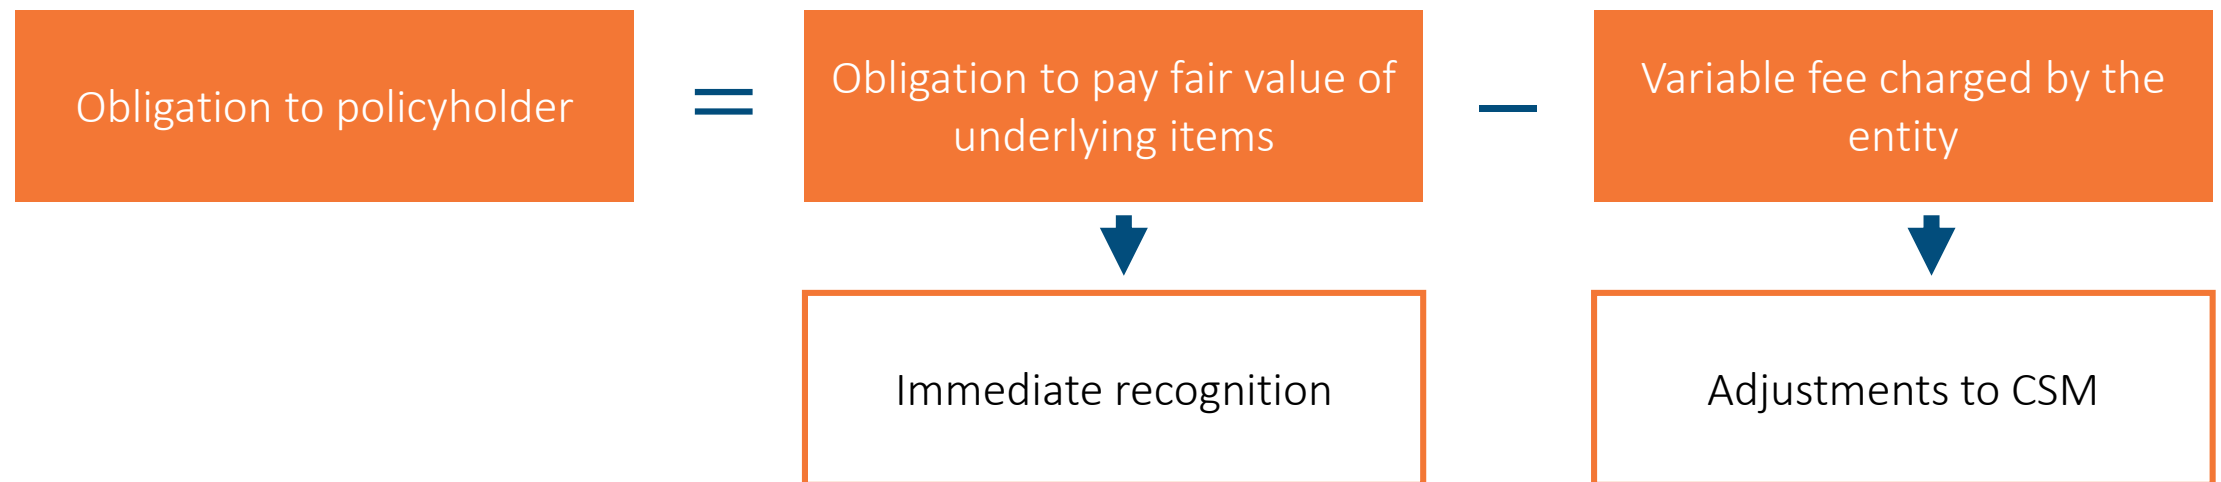 Obligation to policyholder
=
Obligation to pay fair value of
underlying items
–
Variable fee charged by the
entity
Immediate recognition
Adjustments to CSM